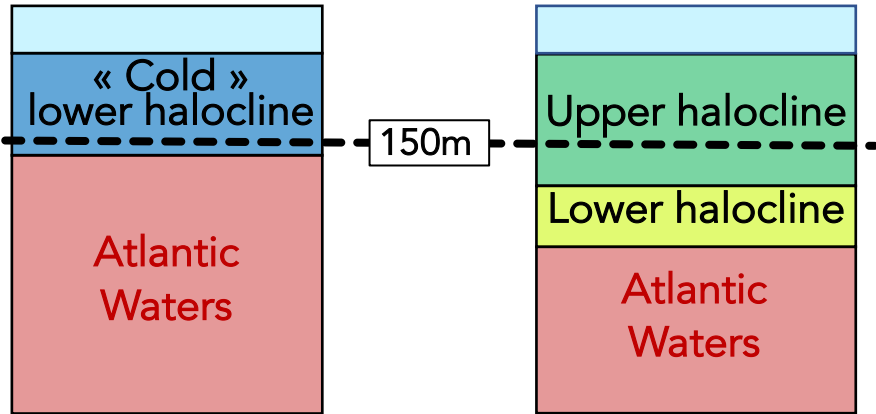 « Cold »
lower halocline
150m
Upper halocline
Lower halocline
Atlantic
Waters
Atlantic
Waters